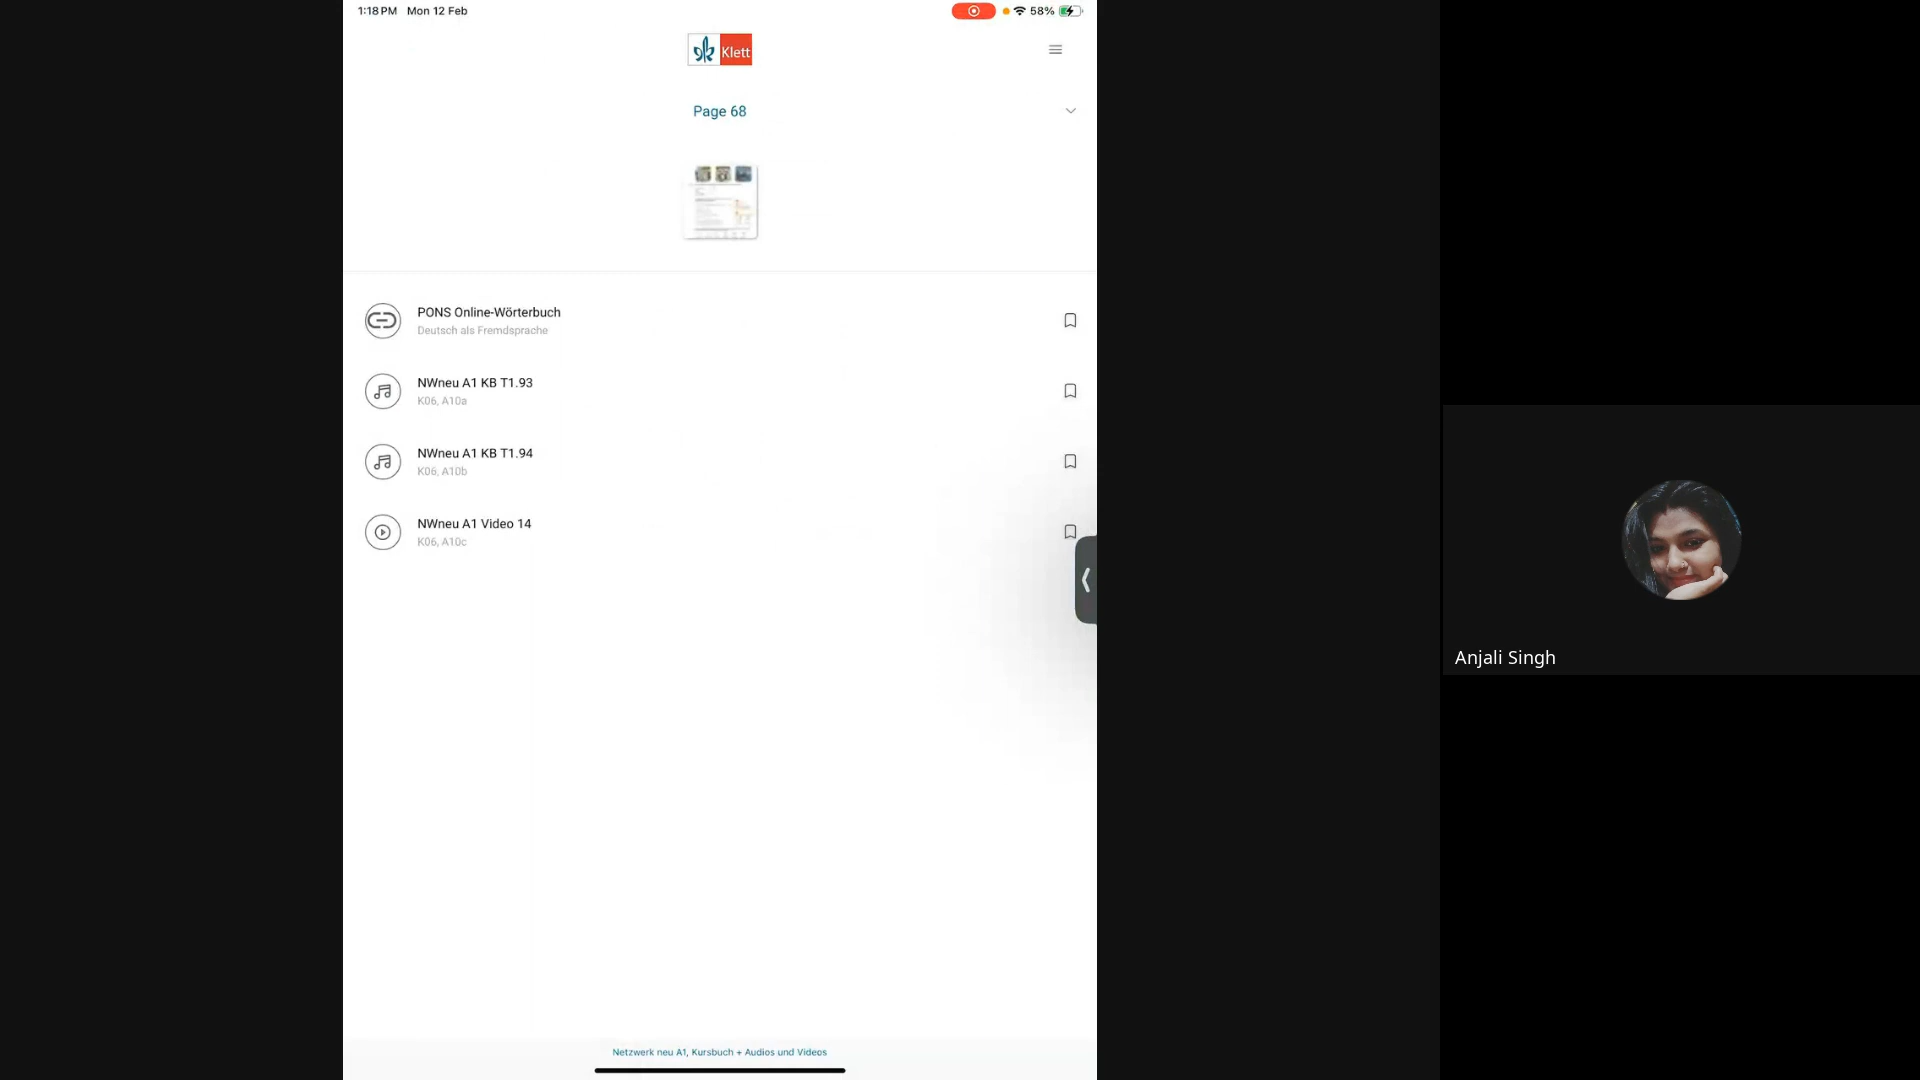 1:18 PM Mon 12 Feb
58%
Klett
Page 68
PONS Online-Wörterbuch
Deutsch als Fremdsprache
NWneu A1 KB T1.93
K06, A10a
NWneu A1 KB T1.94
K06, A10b
NWneu A1 Video 14
K06, A10c
Anjali Singh
Netzwerk neu A1, Kursbuch + Audios und Videos